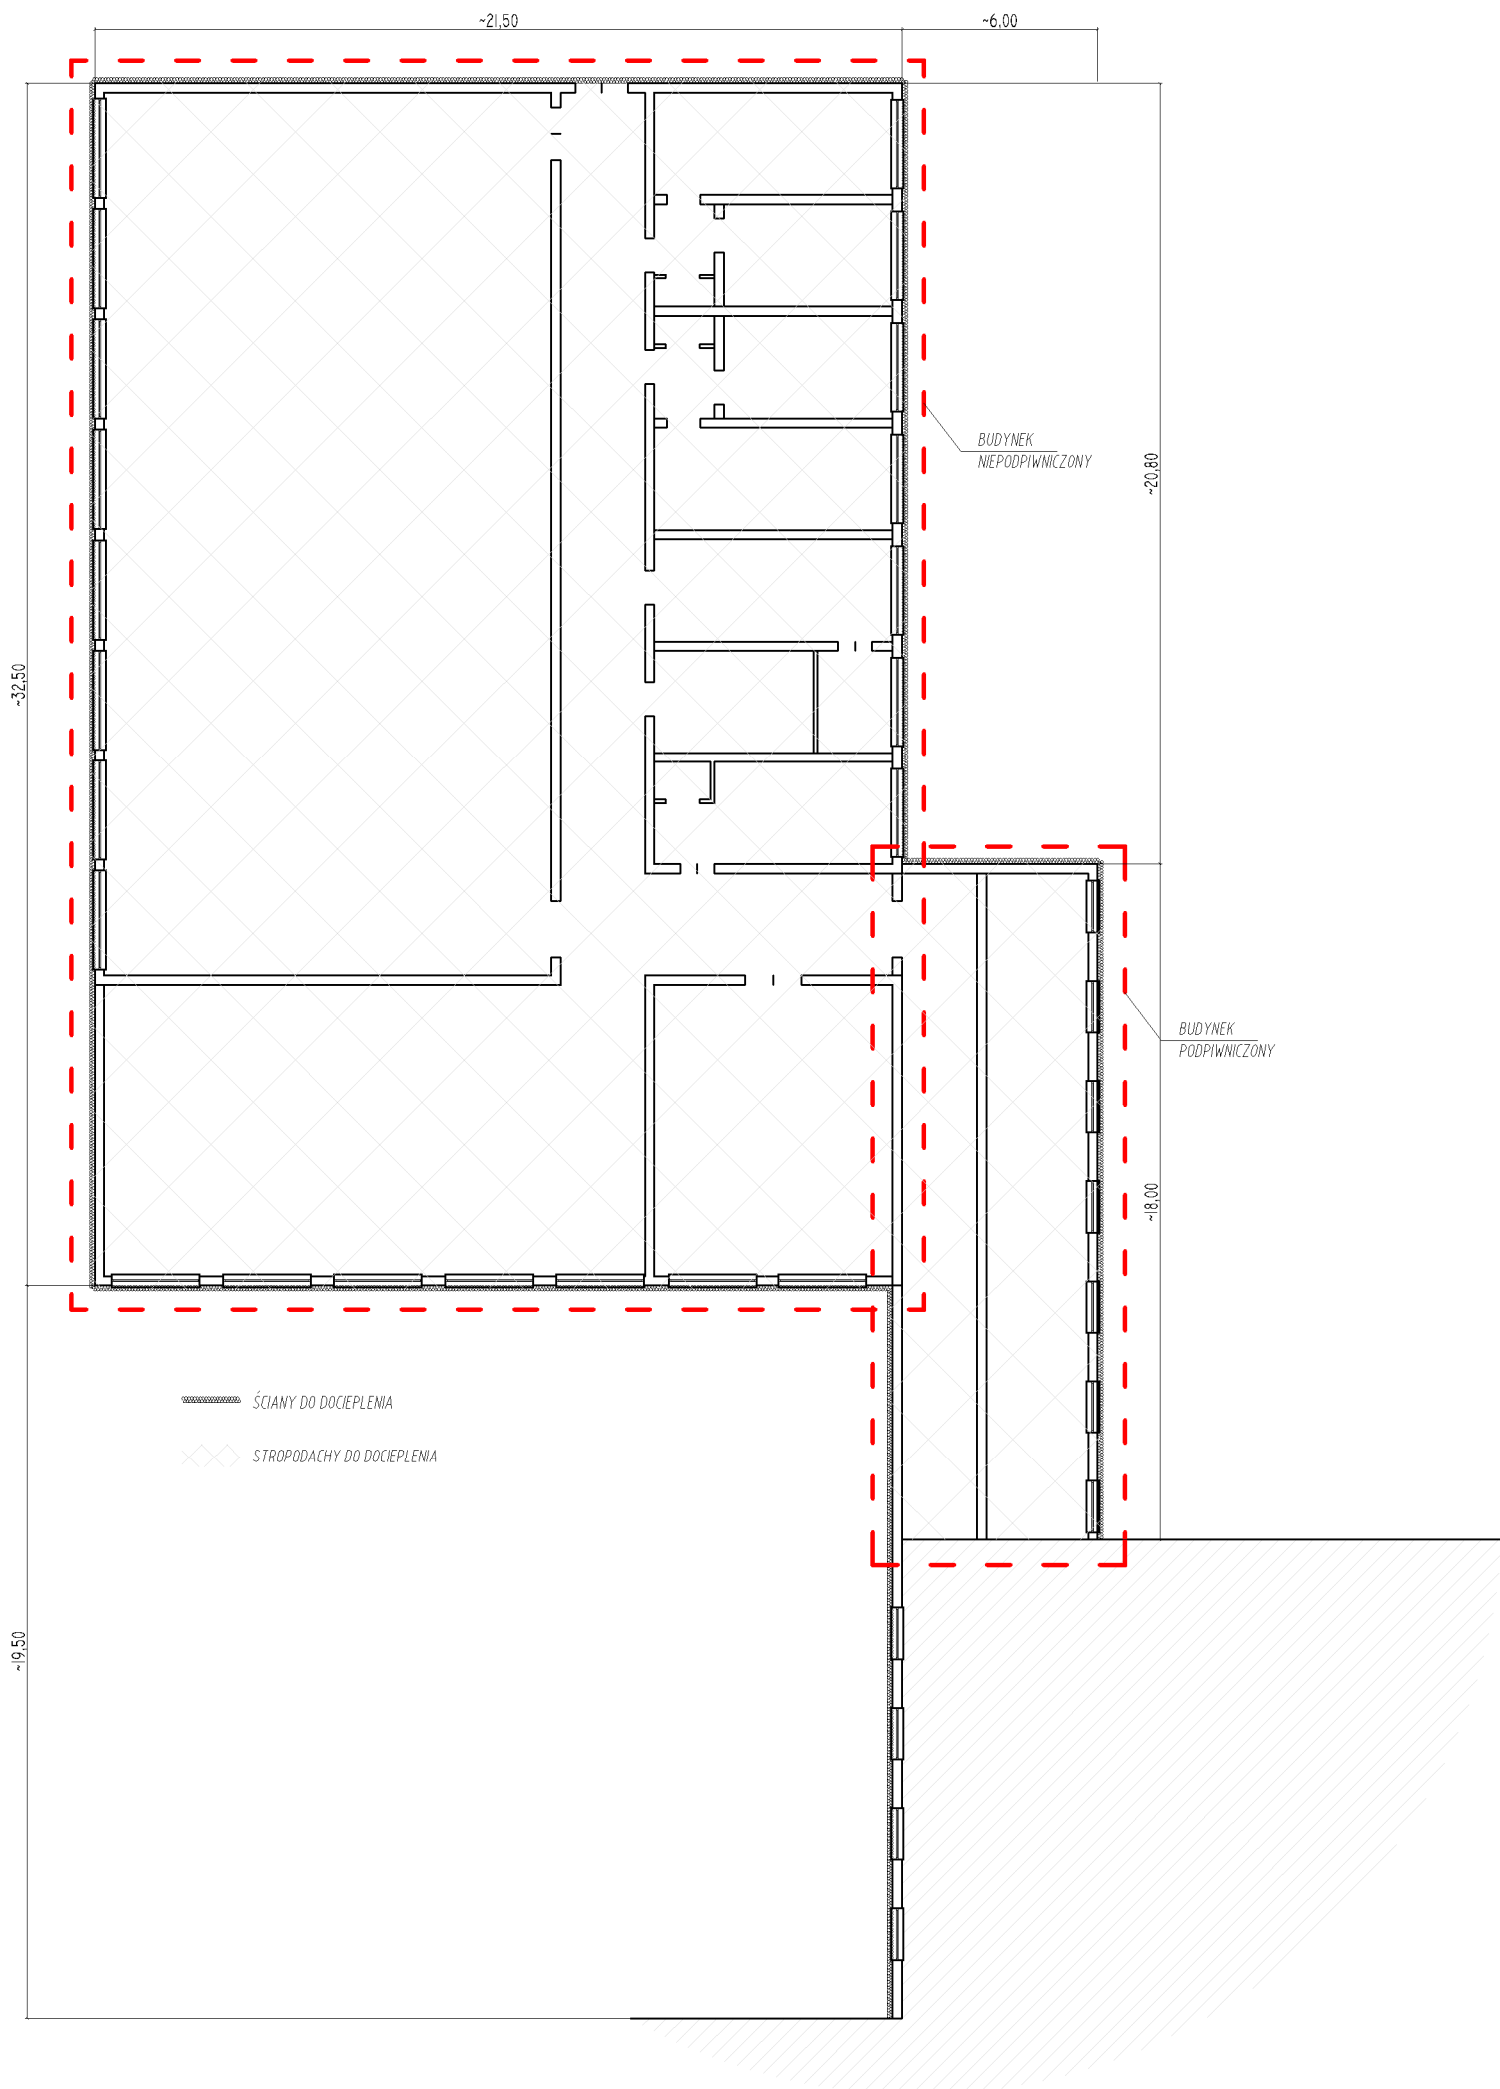 ~21,50
~6,00
BUDYNEK
NIEPODPIWNICZONY
~20,80
~32,50
BUDYNEK
PODPIWNICZONY
~18,00
ŚCIANY DO DOCIEPLENIA
STROPODACHY DO DOCIEPLENIA
~19,50